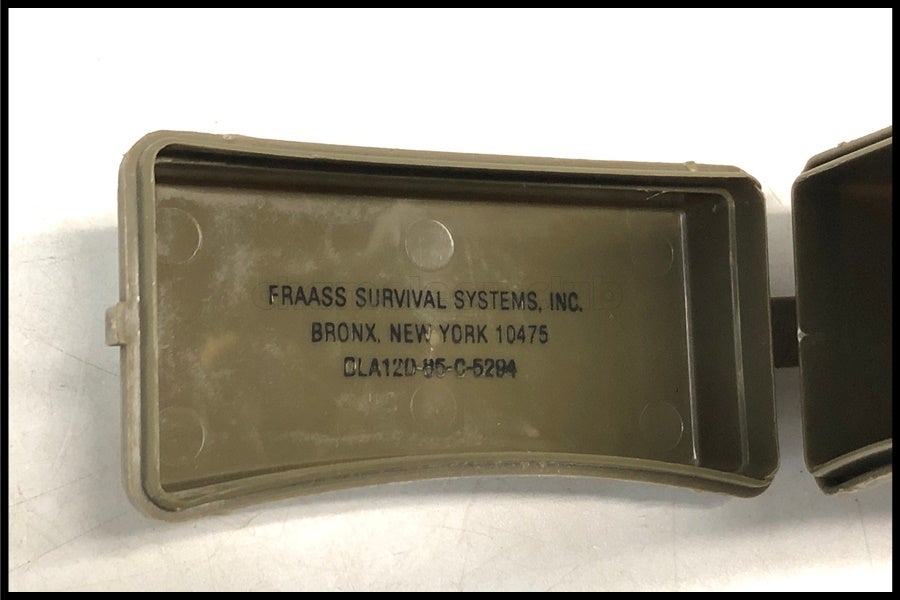 FRAASS SURVIVAL SYSTEMS, INC.
BRONX, NEW YORK 10475
DLA120-85-C-5294